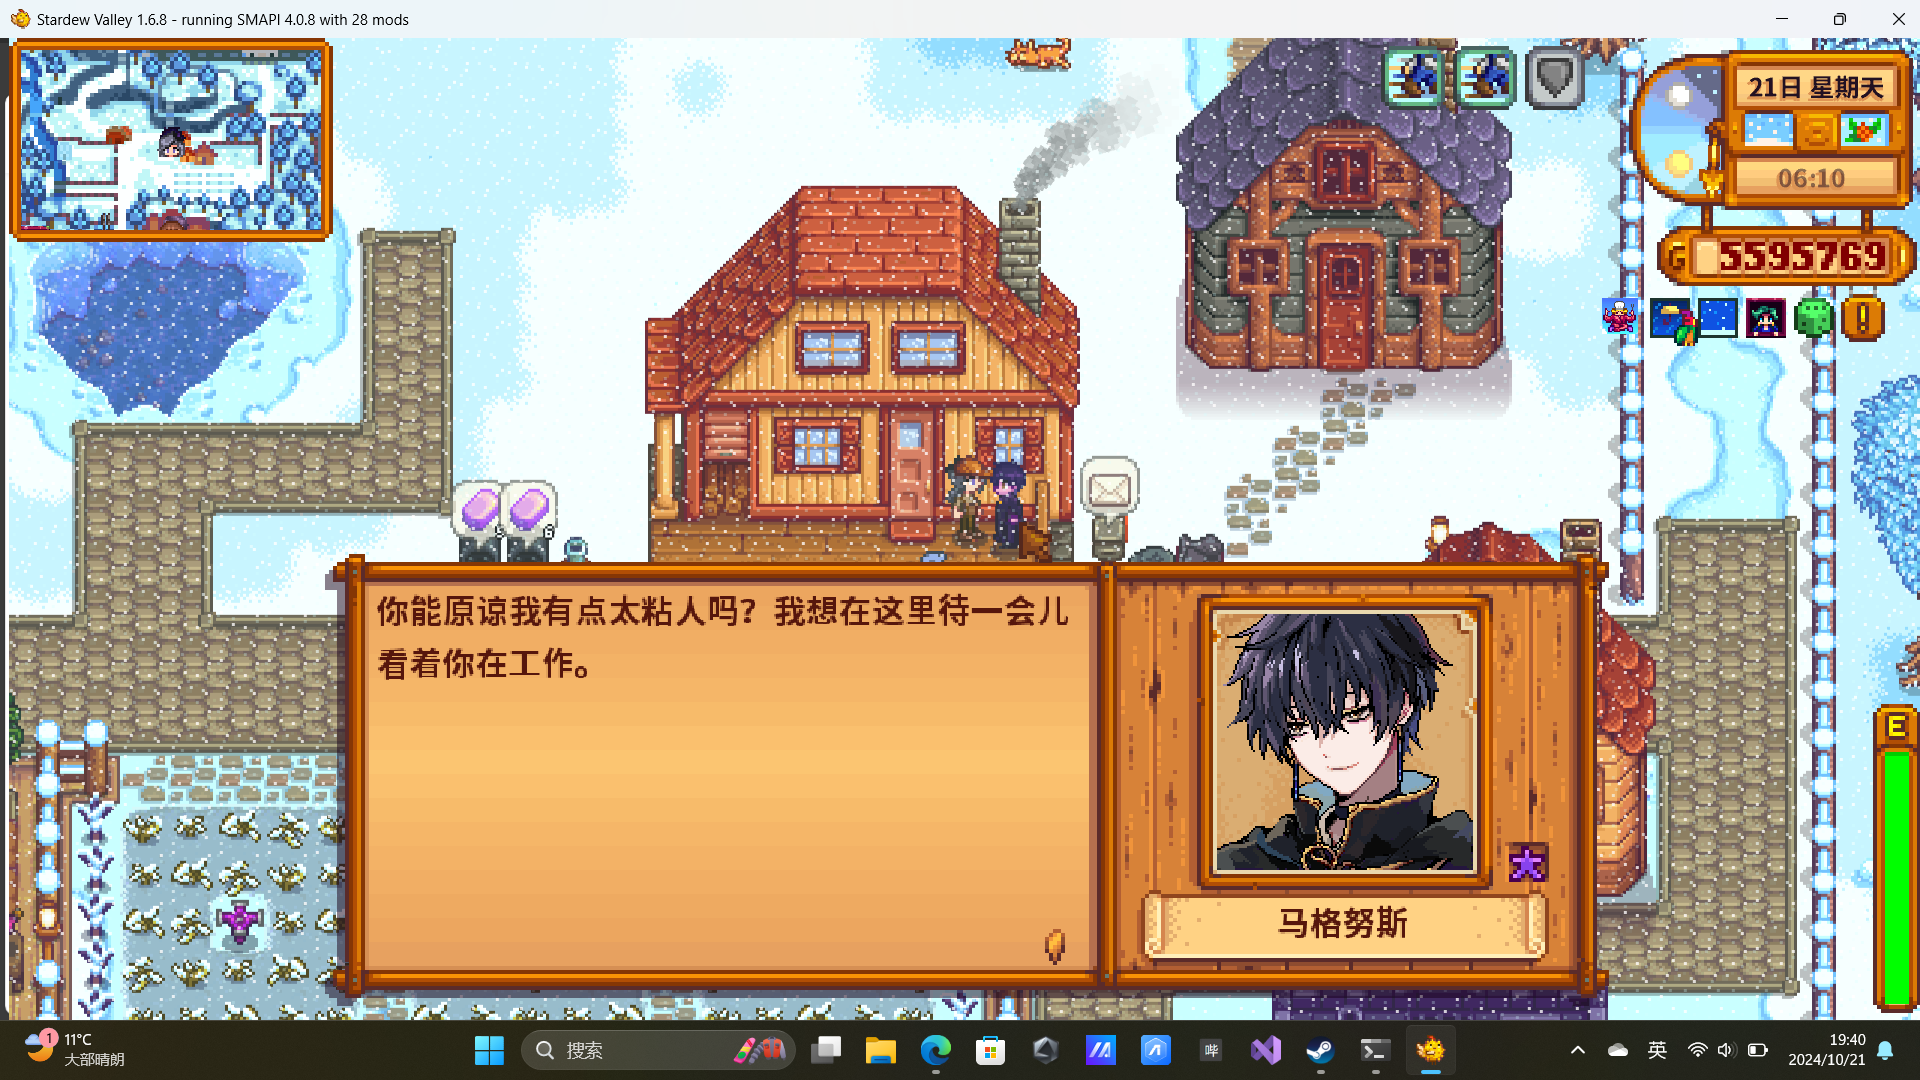 Stardew Valley 1.6.8 - running SMAPI 4.0.8 with 28 mods
21日 星期天
06:10
5595769
你能原谅我有点太粘人吗？我想在这里待一会儿
看着你在工作。
马格努斯
E
1
11°C
大部晴朗
搜索
哔
英
19:40
2024/10/21